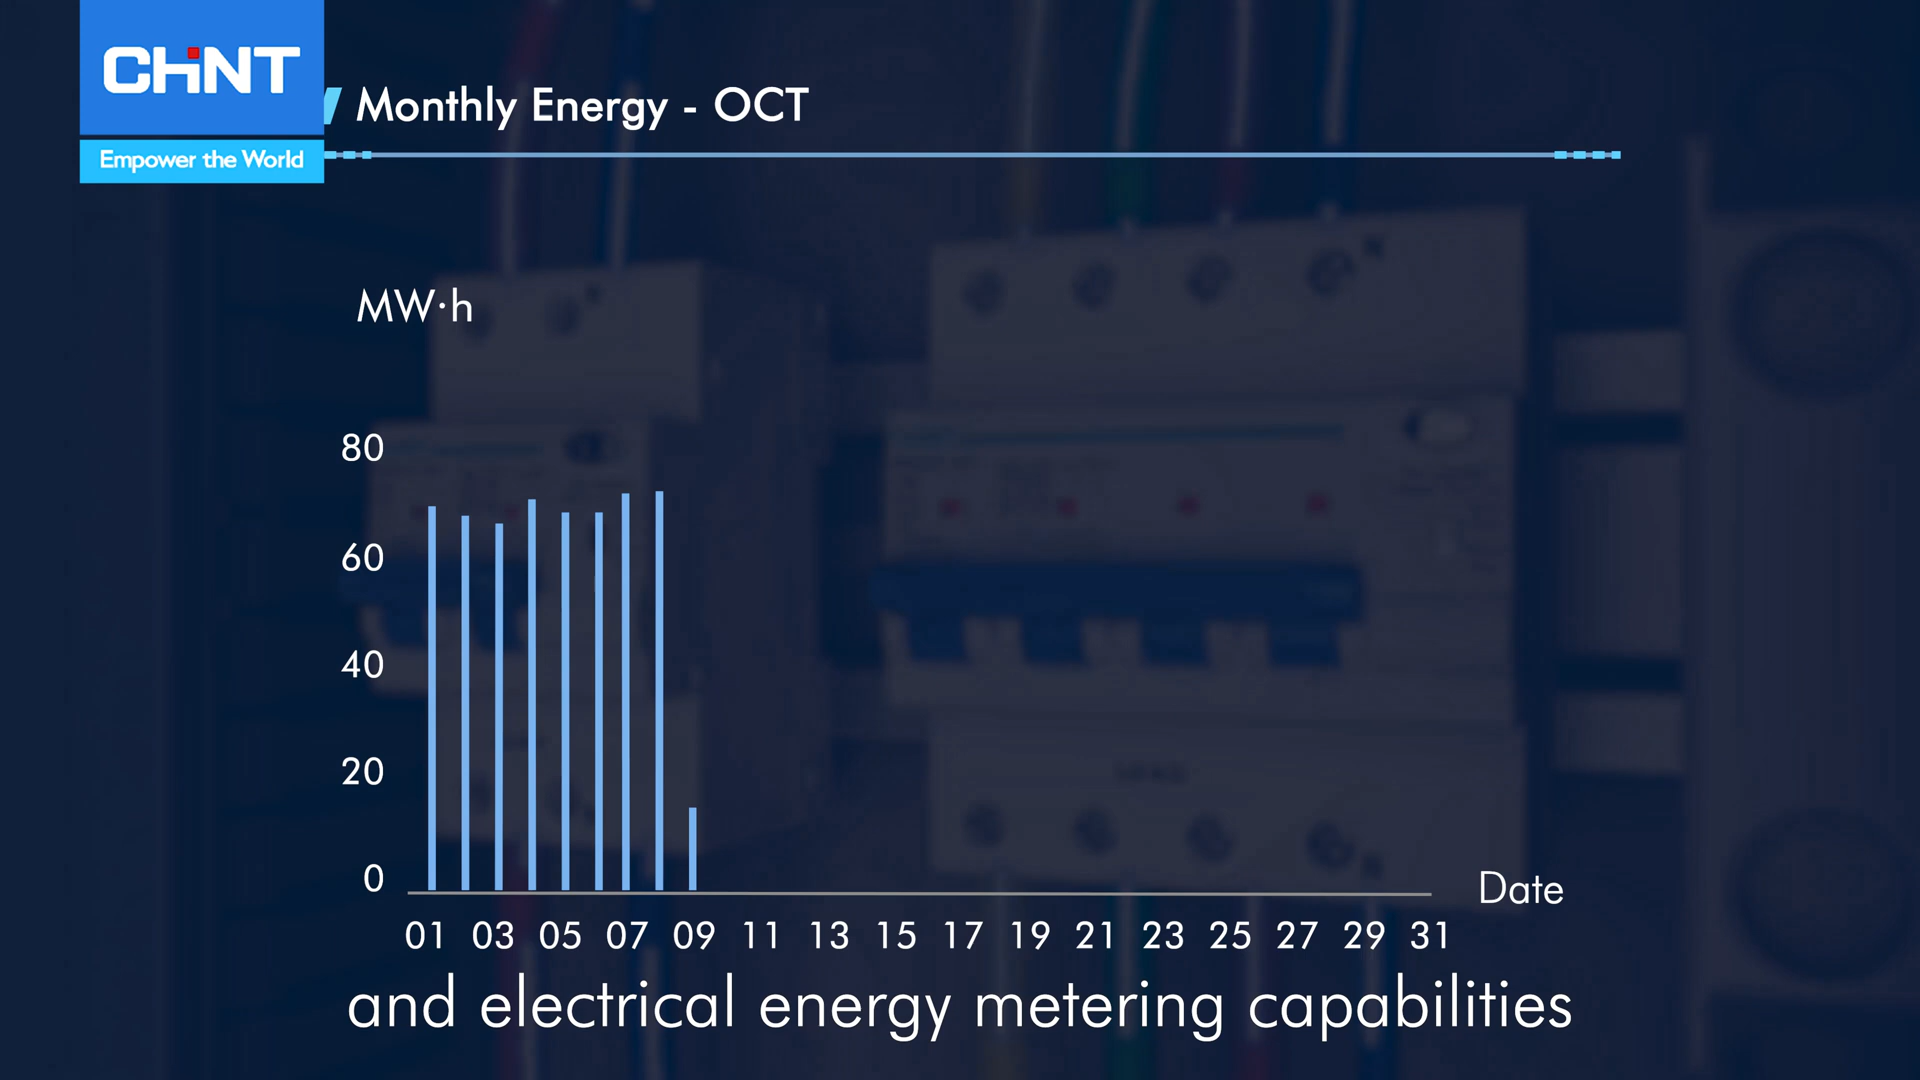 CHINT
Empower the World
Monthly Energy - OCT
MW·h
80
60
40
20
0
Date
01 03 05 07 09 11 13 15 17 19 21 23 25 27 29 31
and electrical energy metering capabilities